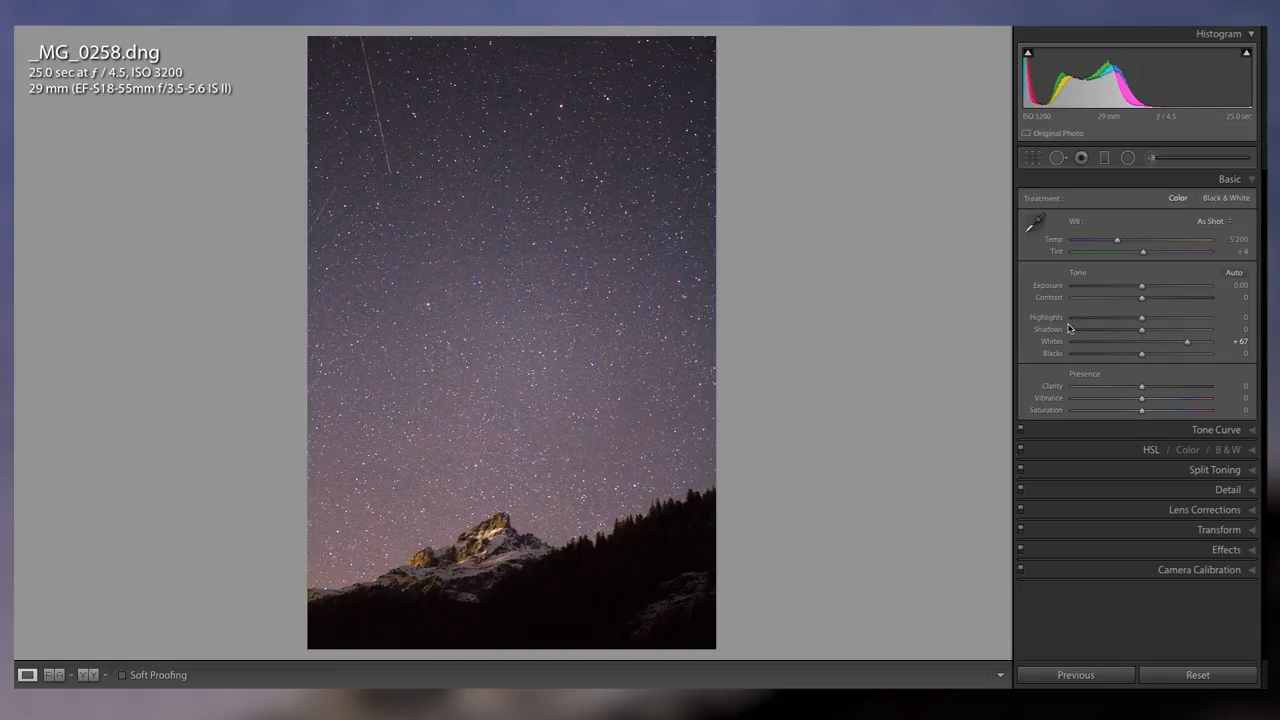 _MG_0258.dng
25.0 sec at ƒ / 4.5, ISO 3200
29 mm (EF-S18-55mm f/3.5-5.6 IS II)
Histogram
ISO 3200 29 mm ƒ / 4.5 25.0 sec
Original Photo
Basic
Treatment : Color Black & White
WB : As Shot
Temp 5'200
Tint + 4
Tone Auto
Exposure 0.00
Contrast 0
Highlights 0
Shadows 0
Whites + 67
Blacks 0
Presence
Clarity 0
Vibrance 0
Saturation 0
Tone Curve
HSL / Color / B & W
Split Toning
Detail
Lens Corrections
Transform
Effects
Camera Calibration
Soft Proofing
Previous Reset